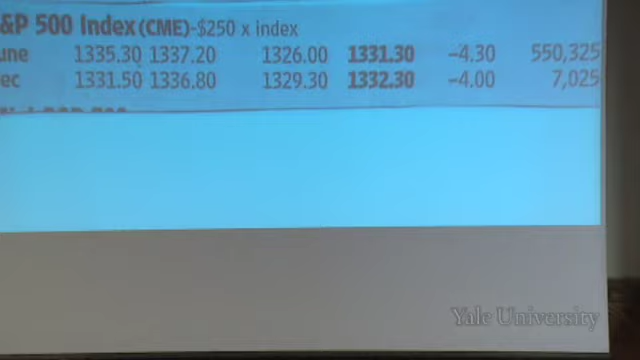 &P 500 Index (CME)-$250 x index
une 1335.30 1337.20 1326.00 1331.30 –4.30 550,325
ec 1331.50 1336.80 1329.30 1332.30 –4.00 7,025
Yale University